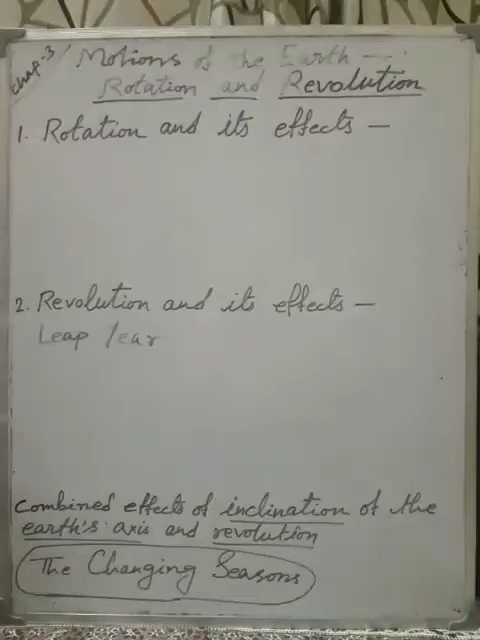 Chap.3
Motions of the Earth —
Rotation and Revolution
1. Rotation and its effects —
2. Revolution and its effects —
Leap Year
Combined effects of inclination of the
earth's axis and revolution
The Changing Seasons